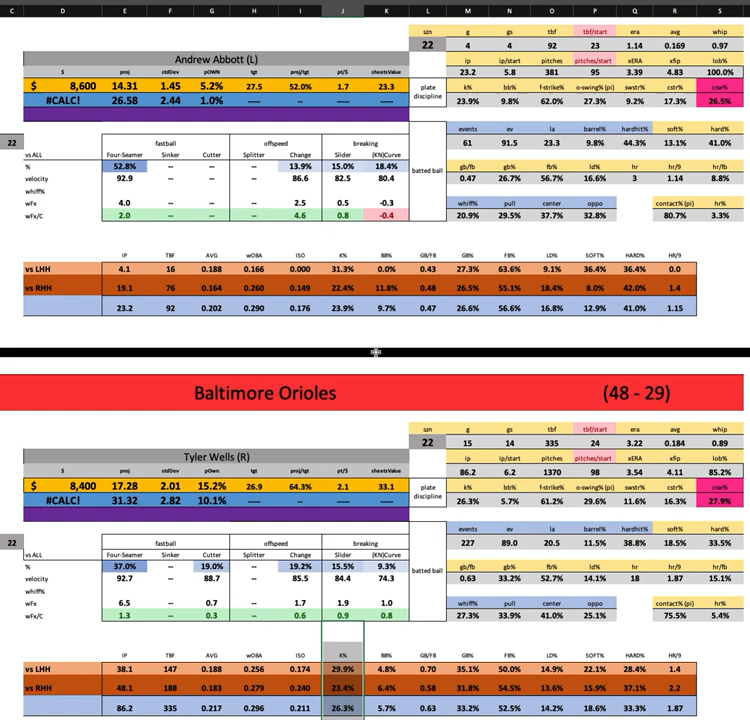 C D E F G H I J K L M N O P Q R S
szn g gs tbf tbf/start era avg whip
22 4 4 92 23 1.14 0.169 0.97
Andrew Abbott (L) ip ip/start pitches pitches/start xERA xfip lob%
$ proj stdDev pOWN tgt proj/tgt pt/$ sheetsValue 23.2 5.8 381 95 3.39 4.83 100.0%
$ 8,600 14.31 1.45 5.2% 27.5 52.0% 1.7 23.3 plate discipline k% bb% f-strike% o-swing% (pi) swstr% cstr% csw%
#CALC! 26.58 2.44 1.0% ---- -- ---- ---- 23.9% 9.8% 62.0% 27.3% 9.2% 17.3% 26.5%
events ev la barrel% hardhit% soft% hard%
22 fastball offspeed breaking 61 91.5 23.3 9.8% 44.3% 13.1% 41.0%
vs ALL Four-Seamer Sinker Cutter Splitter Change Slider (KN)Curve batted ball
% 52.8% -- -- -- 13.9% 15.0% 18.4% gb/fb gb% fb% ld% hr hr/9 hr/fb
velocity 92.9 -- -- -- 86.6 82.5 80.4 0.47 26.7% 56.7% 16.6% 3 1.14 8.8%
whiff%
wFx 4.0 -- -- -- 2.5 0.5 -0.3 whiff% pull center oppo contact% (pi) hr%
wFx/C 2.0 -- -- -- 4.6 0.8 -0.4 20.9% 29.5% 37.7% 32.8% 80.7% 3.3%
IP TBF AVG wOBA ISO K% BB% GB/FB GB% FB% LD% SOFT% HARD% HR/9
vs LHH 4.1 16 0.188 0.166 0.000 31.3% 0.0% 0.43 27.3% 63.6% 9.1% 36.4% 36.4% 0.0
vs RHH 19.1 76 0.164 0.260 0.149 22.4% 11.8% 0.48 26.5% 55.1% 18.4% 8.0% 42.0% 1.4
23.2 92 0.202 0.290 0.176 23.9% 9.7% 0.47 26.6% 56.6% 16.8% 12.9% 41.0% 1.15
Baltimore Orioles (48 - 29)
szn g gs tbf tbf/start era avg whip
22 15 14 335 24 3.22 0.184 0.89
Tyler Wells (R) ip ip/start pitches pitches/start xERA xfip lob%
$ proj stdDev pOwn tgt proj/tgt pt/$ sheetsValue 86.2 6.2 1370 98 3.54 4.11 85.2%
$ 8,400 17.28 2.01 15.2% 26.9 64.3% 2.1 33.1 plate discipline k% bb% f-strike% o-swing% (pi) swstr% cstr% csw%
#CALC! 31.32 2.82 10.1% ---- -- ---- ---- 26.3% 5.7% 61.2% 29.6% 11.6% 16.3% 27.9%
events ev la barrel% hardhit% soft% hard%
22 fastball offspeed breaking 227 89.0 20.5 11.5% 38.8% 18.5% 33.5%
vs ALL Four-Seamer Sinker Cutter Splitter Change Slider (KN)Curve batted ball
% 37.0% -- 19.0% -- 19.2% 15.5% 9.3% gb/fb gb% fb% ld% hr hr/9 hr/fb
velocity 92.7 -- 88.7 -- 85.5 84.4 74.3 0.63 33.2% 52.7% 14.1% 18 1.87 15.1%
whiff%
wFx 6.5 -- 0.7 -- 1.7 1.9 1.0 whiff% pull center oppo contact% (pi) hr%
wFx/C 1.3 -- 0.3 -- 0.6 0.9 0.8 27.3% 33.9% 41.0% 25.1% 75.5% 5.4%
IP TBF AVG wOBA ISO K% BB% GB/FB GB% FB% LD% SOFT% HARD% HR/9
vs LHH 38.1 147 0.188 0.256 0.174 29.9% 4.8% 0.70 35.1% 50.0% 14.9% 22.1% 28.4% 1.4
vs RHH 48.1 188 0.183 0.279 0.240 23.4% 6.4% 0.58 31.8% 54.5% 13.6% 15.9% 37.1% 2.2
86.2 335 0.217 0.296 0.211 26.3% 5.7% 0.63 33.2% 52.5% 14.2% 18.6% 33.3% 1.87